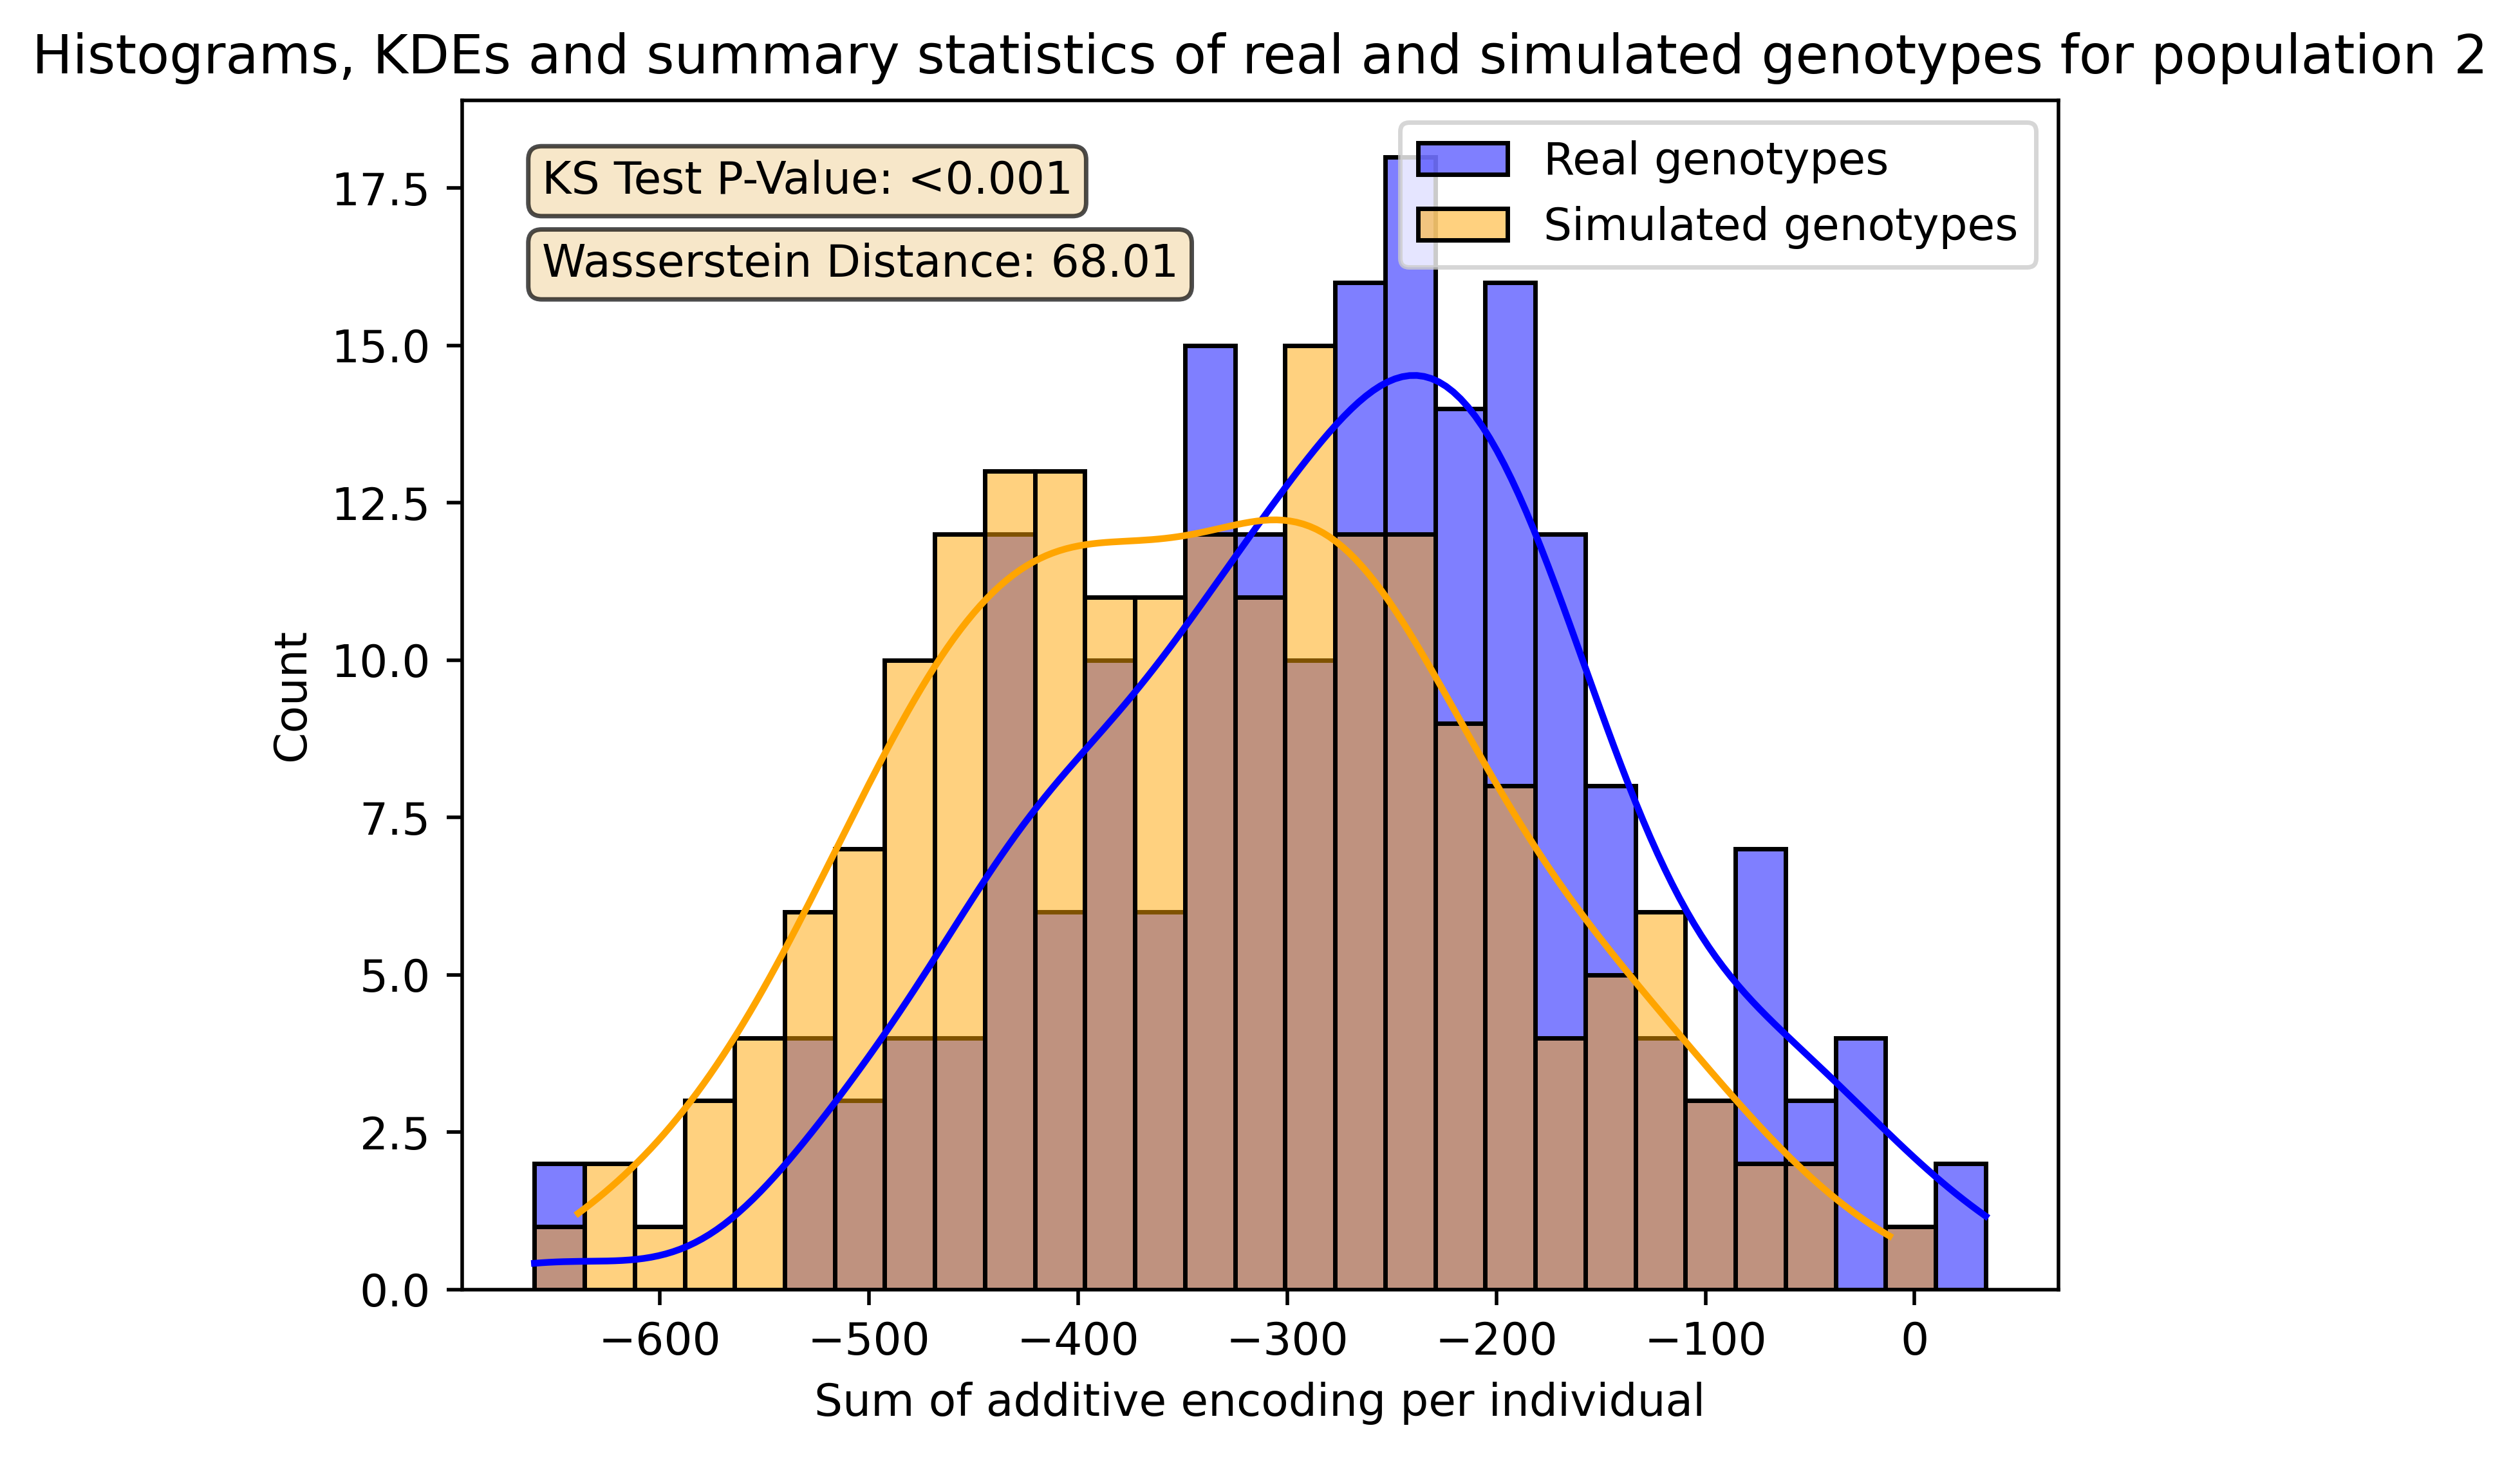 Histograms, KDEs and summary statistics of real and simulated genotypes for population 2
KS Test P-Value: <0.001
Wasserstein Distance: 68.01
Real genotypes
Simulated genotypes
17.5
15.0
12.5
10.0
7.5
5.0
2.5
0.0
Count
−600
−500
−400
−300
−200
−100
0
Sum of additive encoding per individual